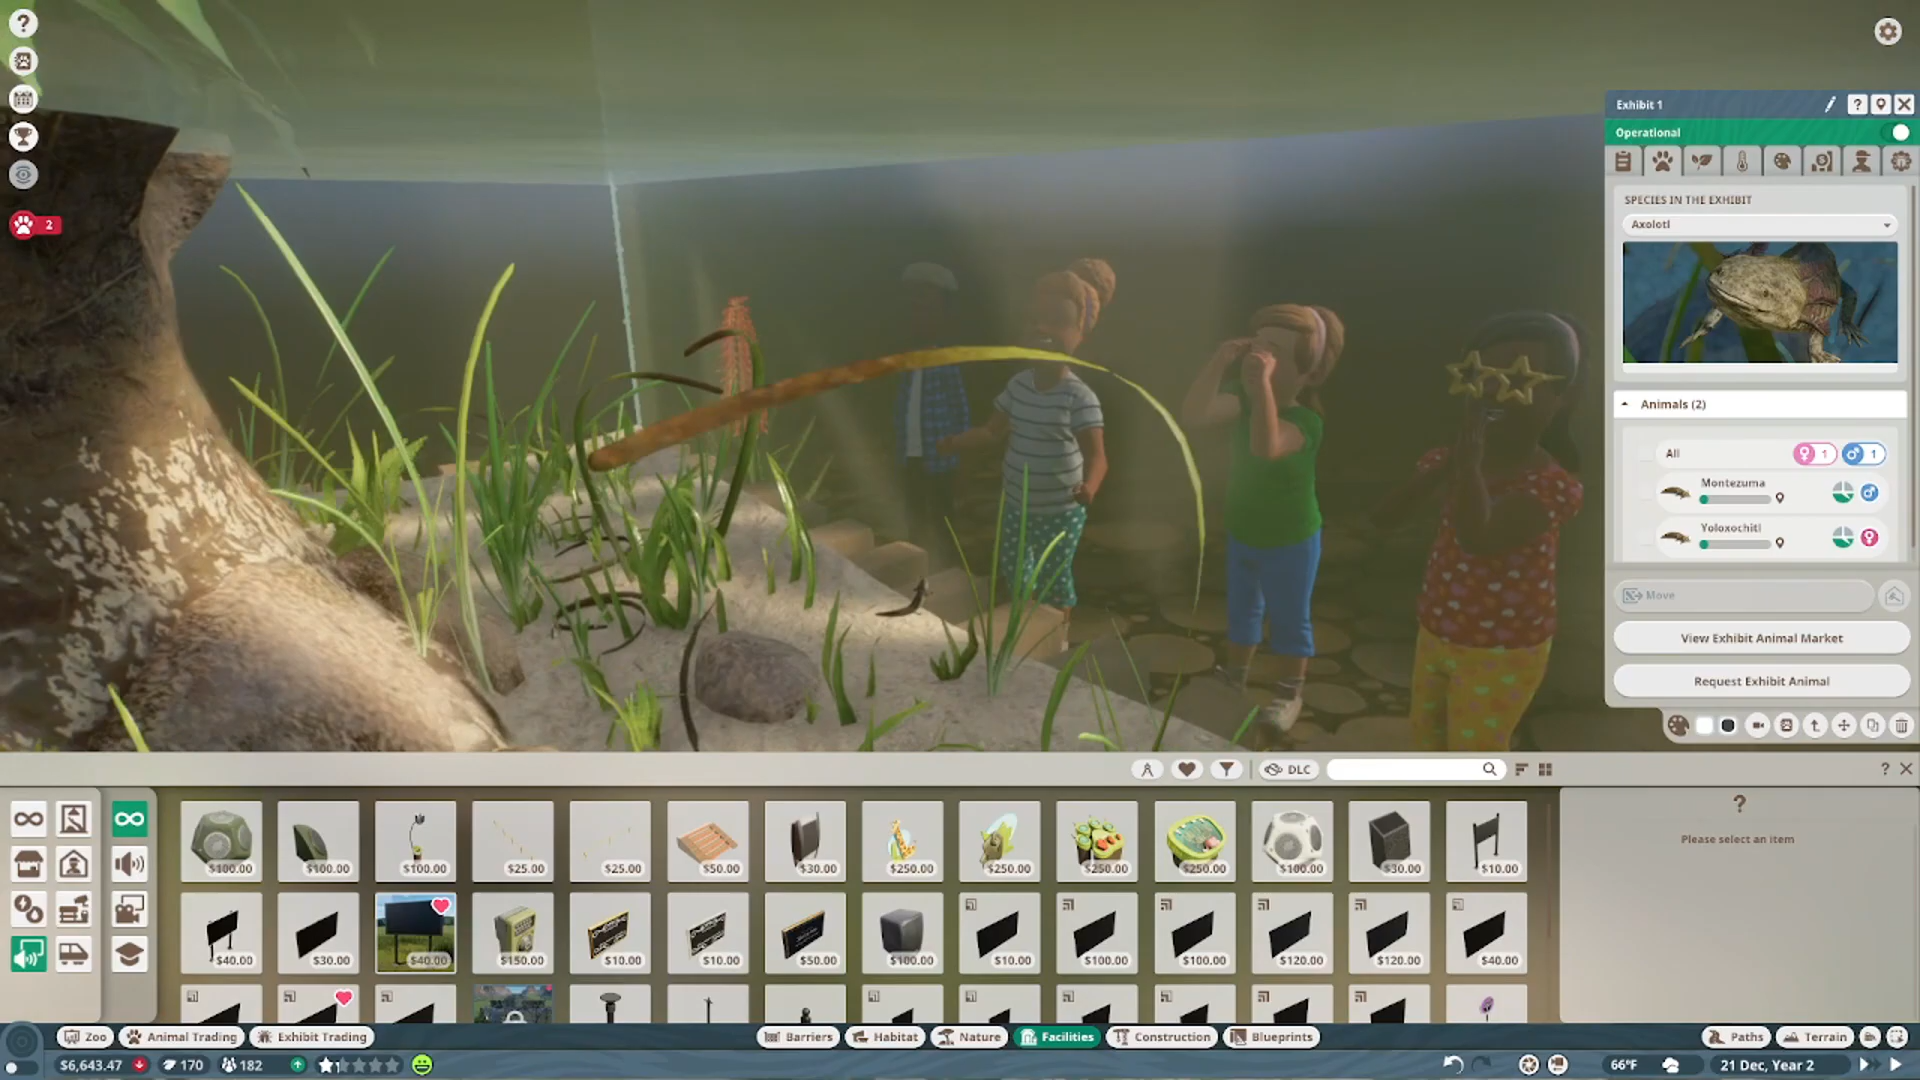 2
Exhibit 1
?
Operational
SPECIES IN THE EXHIBIT
Axolotl
Animals (2)
All
1
1
Montezuma
Yoloxochitl
Move
View Exhibit Animal Market
Request Exhibit Animal
DLC
?
$100.00
$100.00
$100.00
$25.00
$25.00
$50.00
$30.00
$250.00
$250.00
$250.00
$250.00
$100.00
$30.00
$10.00
?
Please select an item
$40.00
$30.00
$40.00
$150.00
$10.00
$10.00
$50.00
$100.00
$10.00
$100.00
$100.00
$120.00
$120.00
$40.00
Zoo
Animal Trading
Exhibit Trading
Barriers
Habitat
Nature
Facilities
Construction
Blueprints
Paths
Terrain
$6,643.47
170
182
66°F
21 Dec, Year 2